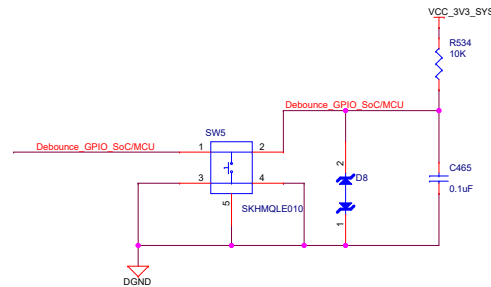 VCC_3V3_SYS
R534
10K
Debounce_GPIO_SoC/MCU
SW5
Debounce_GPIO_SoC/MCU
1
2
2
C465
D8
3
4
0.1uF
5
SKHMQLE010
1
DGND